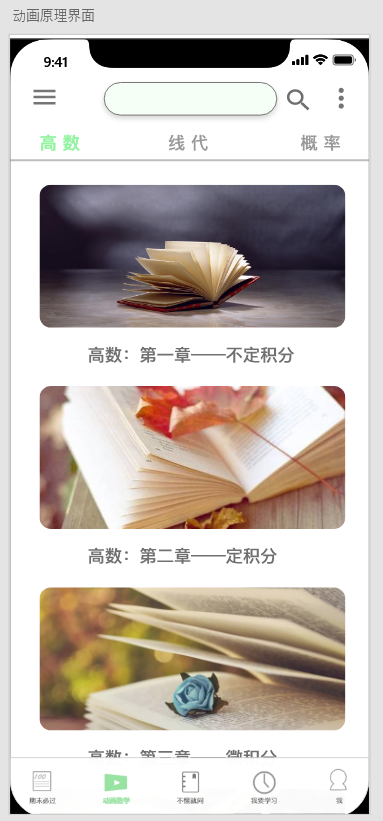 动画原理界面
9:41
高数
线代
概率
高数：第一章——不定积分
高数：第二章——定积分
高数：第三章——微积分
期末必过
动画数学
不懂就问
我要学习
我